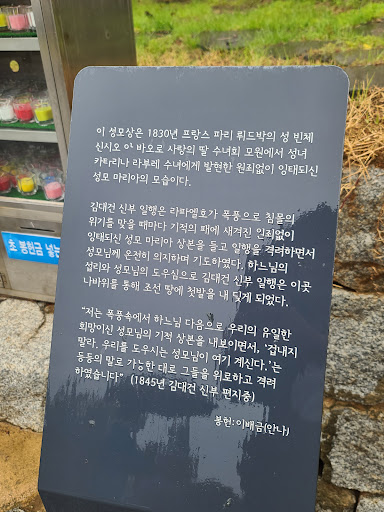 이 성모상은 1830년 프랑스 파리 뤼드박의 성 빈체
신시오 아 바오로 사랑의 딸 수녀회 모원에서 성녀
카타리나 라부레 수녀에게 발현한 원죄없이 잉태되신
성모 마리아의 모습이다.
김대건 신부 일행은 라파엘호가 폭풍으로 침몰의
위기를 맞을 때마다 기적의 패에 새겨진 원죄없이
잉태되신 성모 마리아 상본을 들고 일행을 격려하면서
성모님께 온전히 의지하며 기도하였다. 하느님의
섭리와 성모님의 도우심으로 김대건 신부 일행은 이곳
나바위를 통해 조선 땅에 첫발을 내 딛게 되었다.
"저는 폭풍속에서 하느님 다음으로 우리의 유일한
희망이신 성모님의 기적 상본을 내보이면서, '겁내지
말라. 우리를 도우시는 성모님이 여기 계신다.'는
등등의 말로 가능한 대로 그들을 위로하고 격려
하였습니다" (1845년 김대건 신부 편지중)
봉헌:이배금(안나)
초 봉헌금 넣는